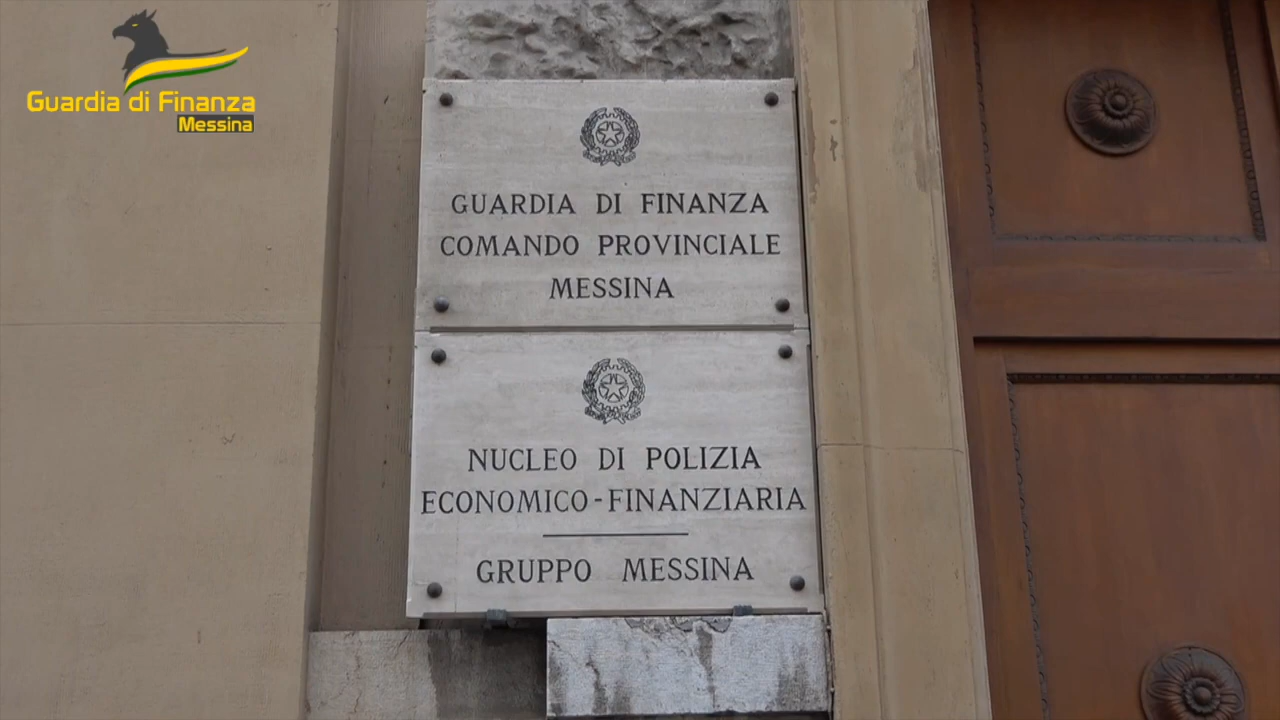 Guardia di Finanza
Messina
GUARDIA DI FINANZA
COMANDO PROVINCIALE
MESSINA
NUCLEO DI POLIZIA
ECONOMICO-FINANZIARIA
GRUPPO MESSINA